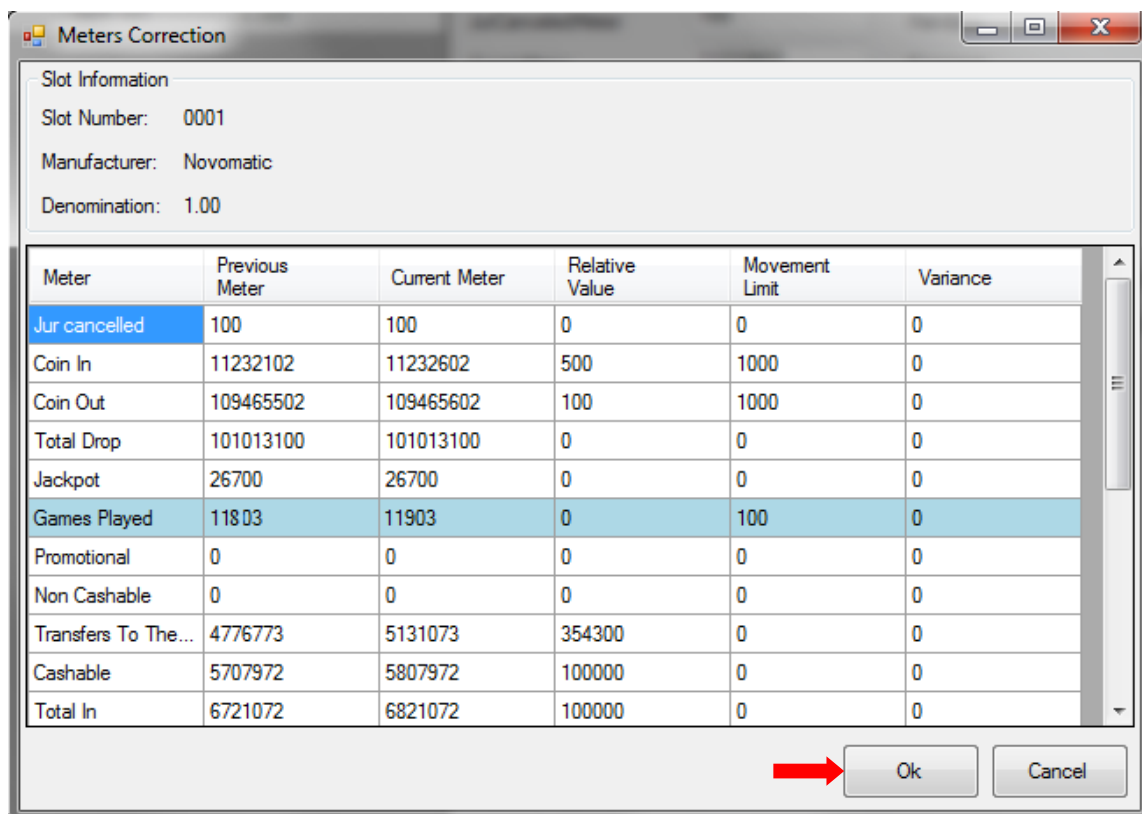 Meters Correction
Slot Information
Slot Number: 0001
Manufacturer: Novomatic
Denomination: 1.00
Meter Previous Meter Current Meter Relative Value Movement Limit Variance
Jur cancelled 100 100 0 0 0
Coin In 11232102 11232602 500 1000 0
Coin Out 109465502 109465602 100 1000 0
Total Drop 101013100 101013100 0 0 0
Jackpot 26700 26700 0 0 0
Games Played 11803 11903 0 100 0
Promotional 0 0 0 0 0
Non Cashable 0 0 0 0 0
Transfers To The... 4776773 5131073 354300 0 0
Cashable 5707972 5807972 100000 0 0
Total In 6721072 6821072 100000 0 0
Ok Cancel